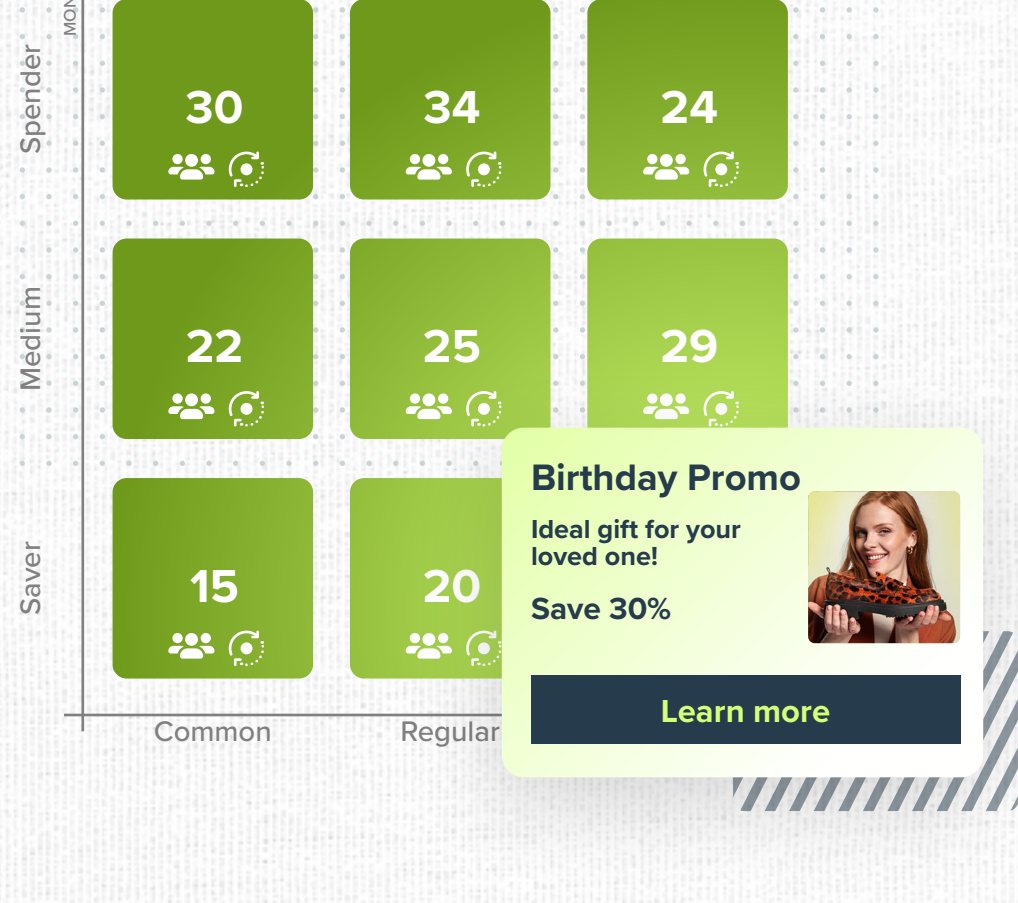 MON
Spender
30
34
24
Medium
22
25
29
Saver
15
20
Common
Regular
Birthday Promo
Ideal gift for your
loved one!
Save 30%
Learn more